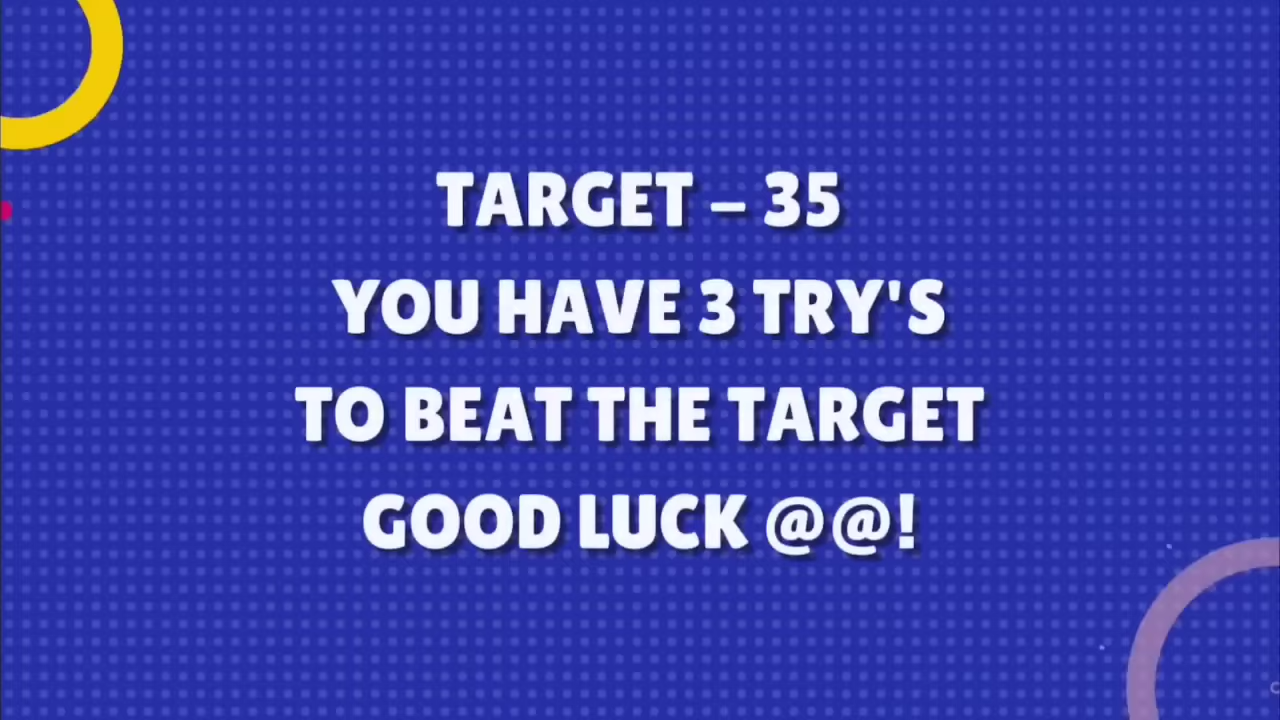 TARGET – 35
YOU HAVE 3 TRY'S
TO BEAT THE TARGET
GOOD LUCK @@!